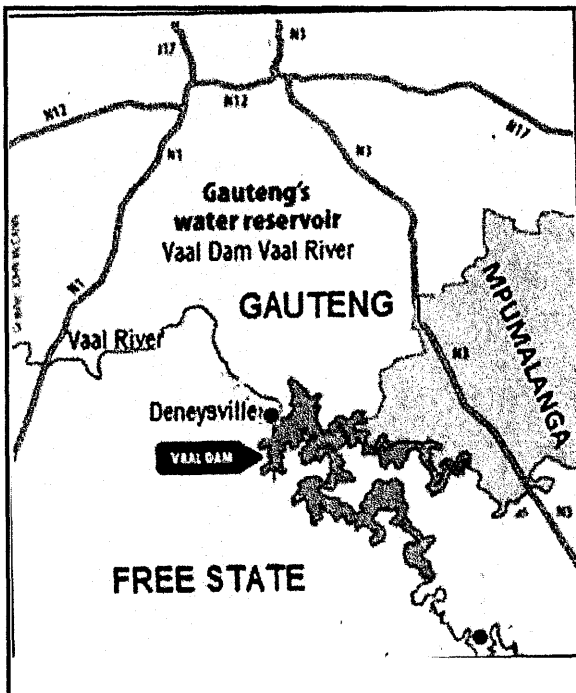 N3
N12
N12
N17
N1
N3
Gauteng's
water reservoir
Vaal Dam Vaal River
GAUTENG
MPUMALANGA
N1
Vaal River
N3
Deneysville
VAAL DAM
N3
FREE STATE